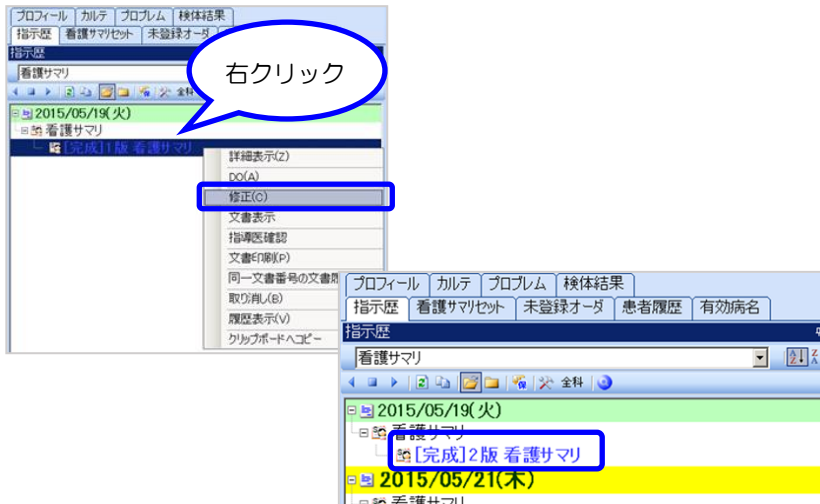 プロフィール カルテ プロブレム 検体結果
指示歴 看護サマリセット 未登録オーダ
指示歴
看護サマリ
全科
右クリック
2015/05/19(火)
看護サマリ
[完成]1版 看護サマリ
詳細表示(Z)
DO(A)
修正(C)
文書表示
指導医確認
文書印刷(P)
同一文書番号の文書
取り消し(B)
履歴表示(V)
クリップボードへコピー
プロフィール カルテ プロブレム 検体結果
指示歴 看護サマリセット 未登録オーダ 患者履歴 有効病名
指示歴
看護サマリ
全科
2015/05/19(火)
看護サマリ
[完成]2版 看護サマリ
2015/05/21(木)
看護サマリ